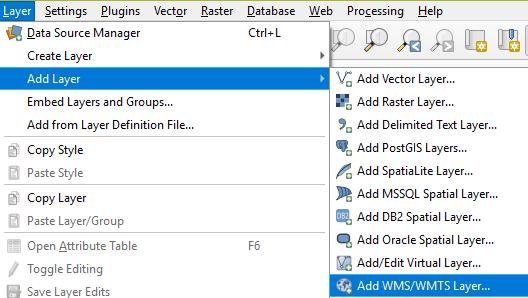 Layer Settings Plugins Vector Raster Database Web Processing Help
Data Source Manager Ctrl+L
Create Layer
Add Layer
Embed Layers and Groups...
Add from Layer Definition File...
Copy Style
Paste Style
Copy Layer
Paste Layer/Group
Open Attribute Table F6
Toggle Editing
Save Layer Edits
Add Vector Layer...
Add Raster Layer...
Add Delimited Text Layer...
Add PostGIS Layers...
Add SpatiaLite Layer...
Add MSSQL Spatial Layer...
DB2 Add DB2 Spatial Layer...
Add Oracle Spatial Layer...
Add/Edit Virtual Layer...
Add WMS/WMTS Layer...